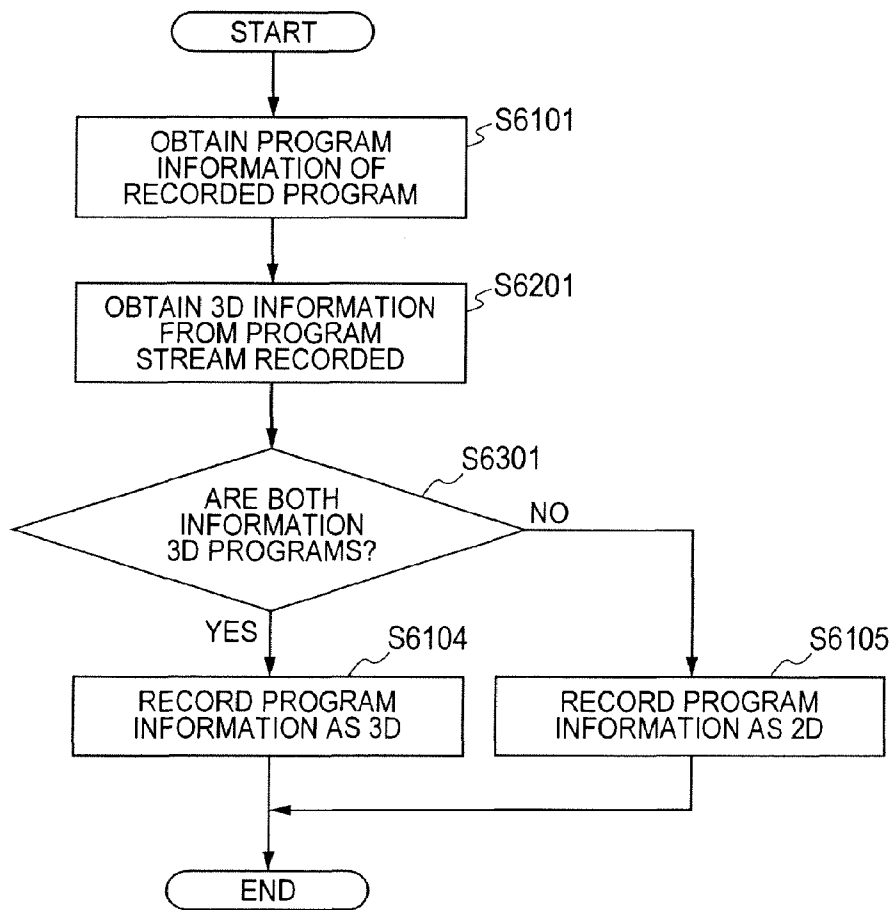 START
S6101
OBTAIN PROGRAM
INFORMATION OF
RECORDED PROGRAM
S6201
OBTAIN 3D INFORMATION
FROM PROGRAM
STREAM RECORDED
S6301
ARE BOTH
INFORMATION
3D PROGRAMS?
NO
YES
S6104
RECORD PROGRAM
INFORMATION AS 3D
S6105
RECORD PROGRAM
INFORMATION AS 2D
END